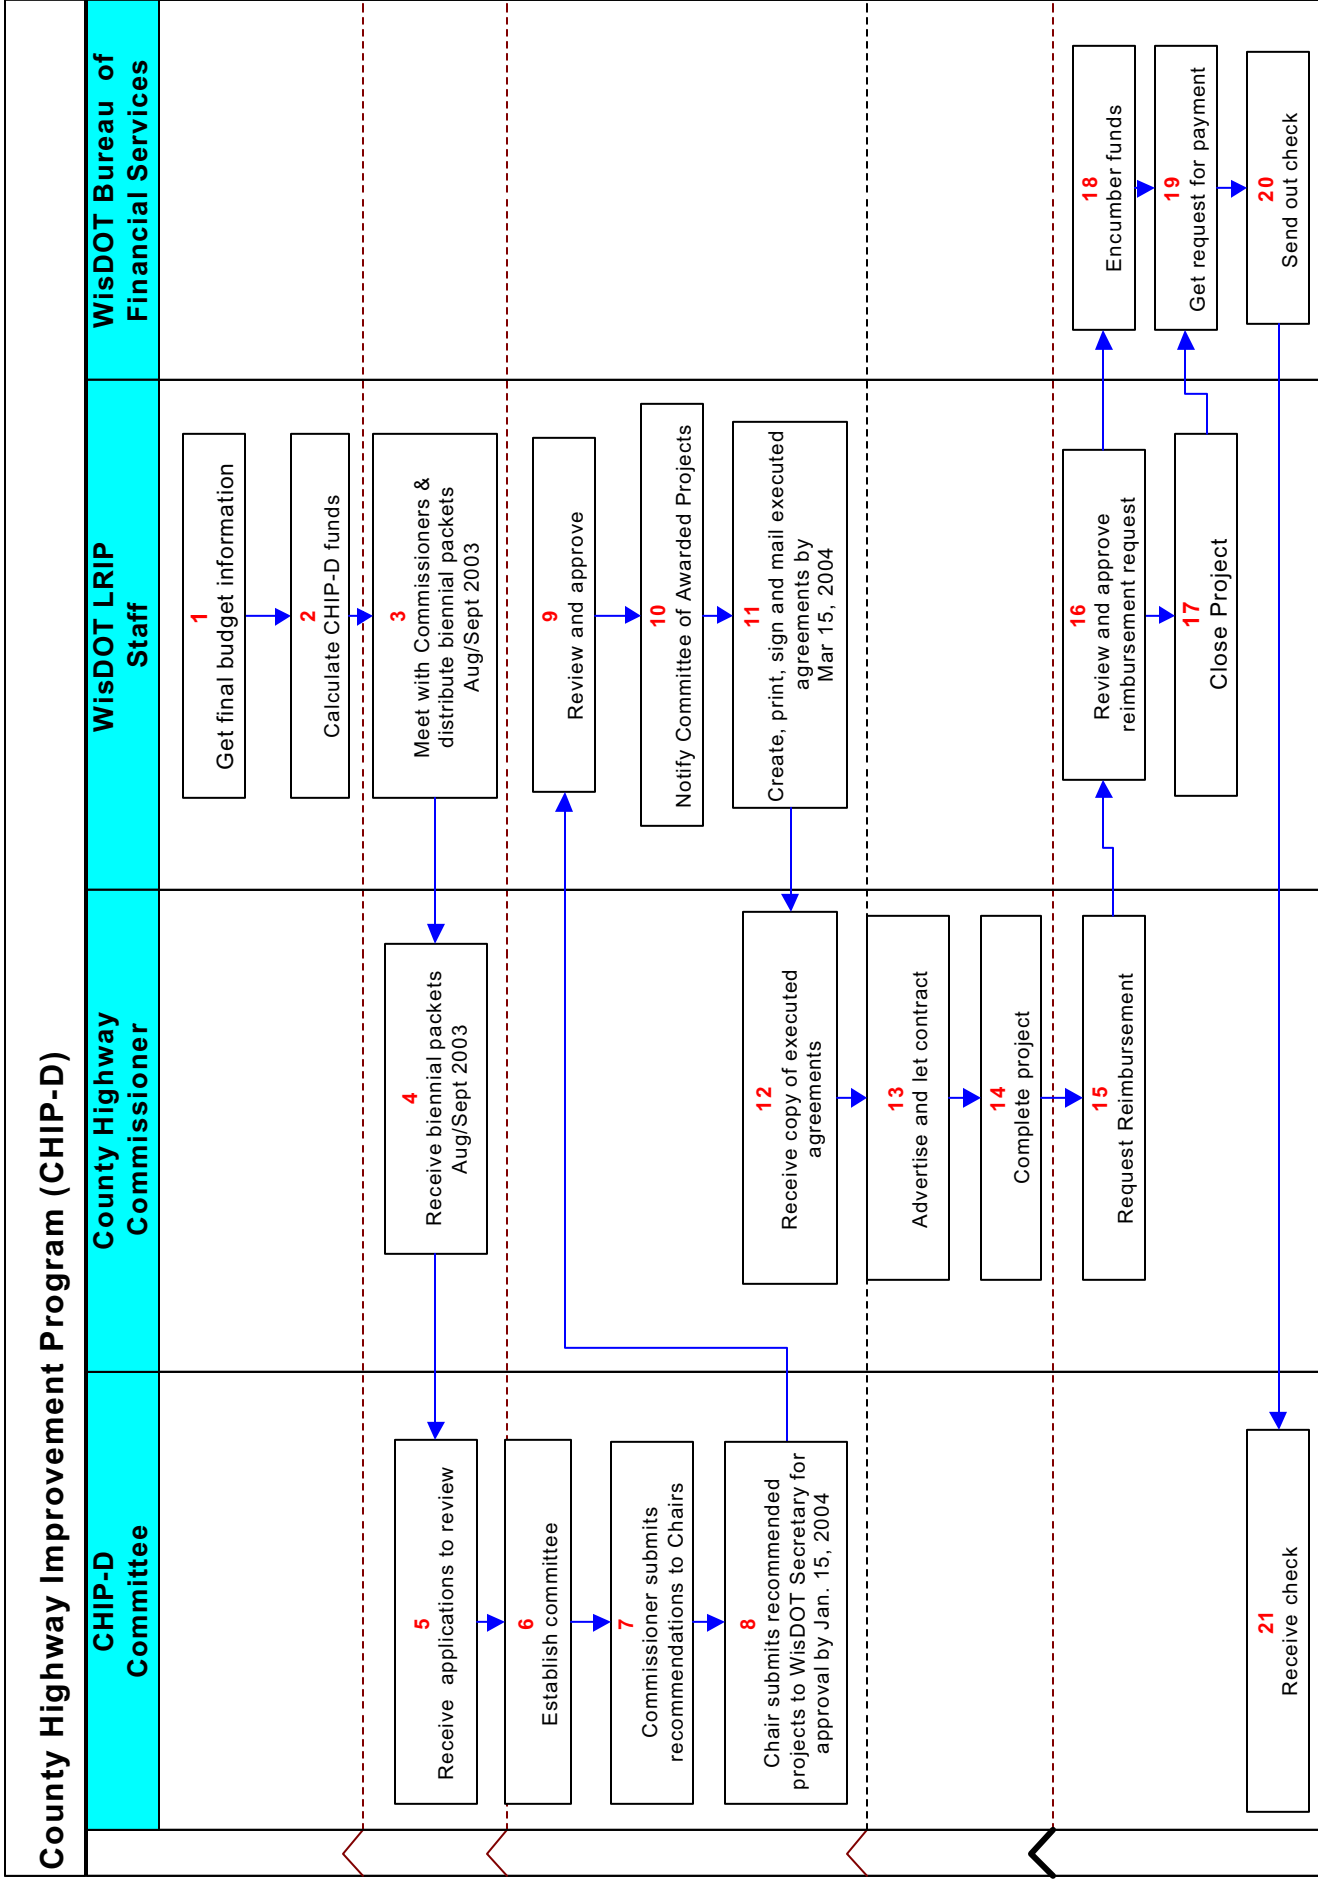 County Highway Improvement Program (CHIP-D)
CHIP-D
Committee
County Highway
Commissioner
WisDOT LRIP
Staff
WisDOT Bureau of
Financial Services
1
Get final budget information
2
Calculate CHIP-D funds
3
Meet with Commissioners &
distribute biennial packets
Aug/Sept 2003
4
Receive biennial packets
Aug/Sept 2003
5
Receive applications to review
6
Establish committee
7
Commissioner submits
recommendations to Chairs
8
Chair submits recommended
projects to WisDOT Secretary for
approval by Jan. 15, 2004
9
Review and approve
10
Notify Committee of Awarded Projects
11
Create, print, sign and mail executed
agreements by
Mar 15, 2004
12
Receive copy of executed
agreements
13
Advertise and let contract
14
Complete project
15
Request Reimbursement
16
Review and approve
reimbursement request
17
Close Project
18
Encumber funds
19
Get request for payment
20
Send out check
21
Receive check